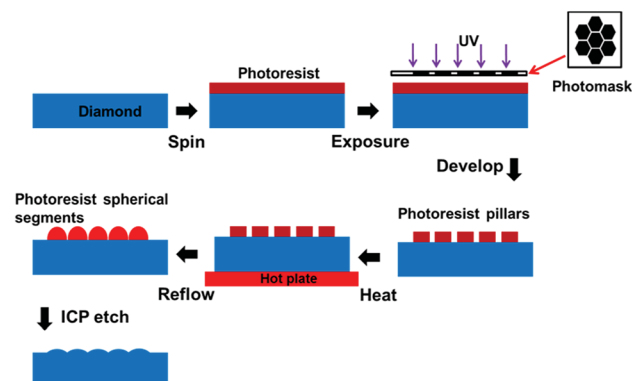 UV
Photoresist
Photomask
Diamond
Spin
Exposure
Develop
Photoresist spherical
segments
Photoresist pillars
Hot plate
Reflow
Heat
ICP etch